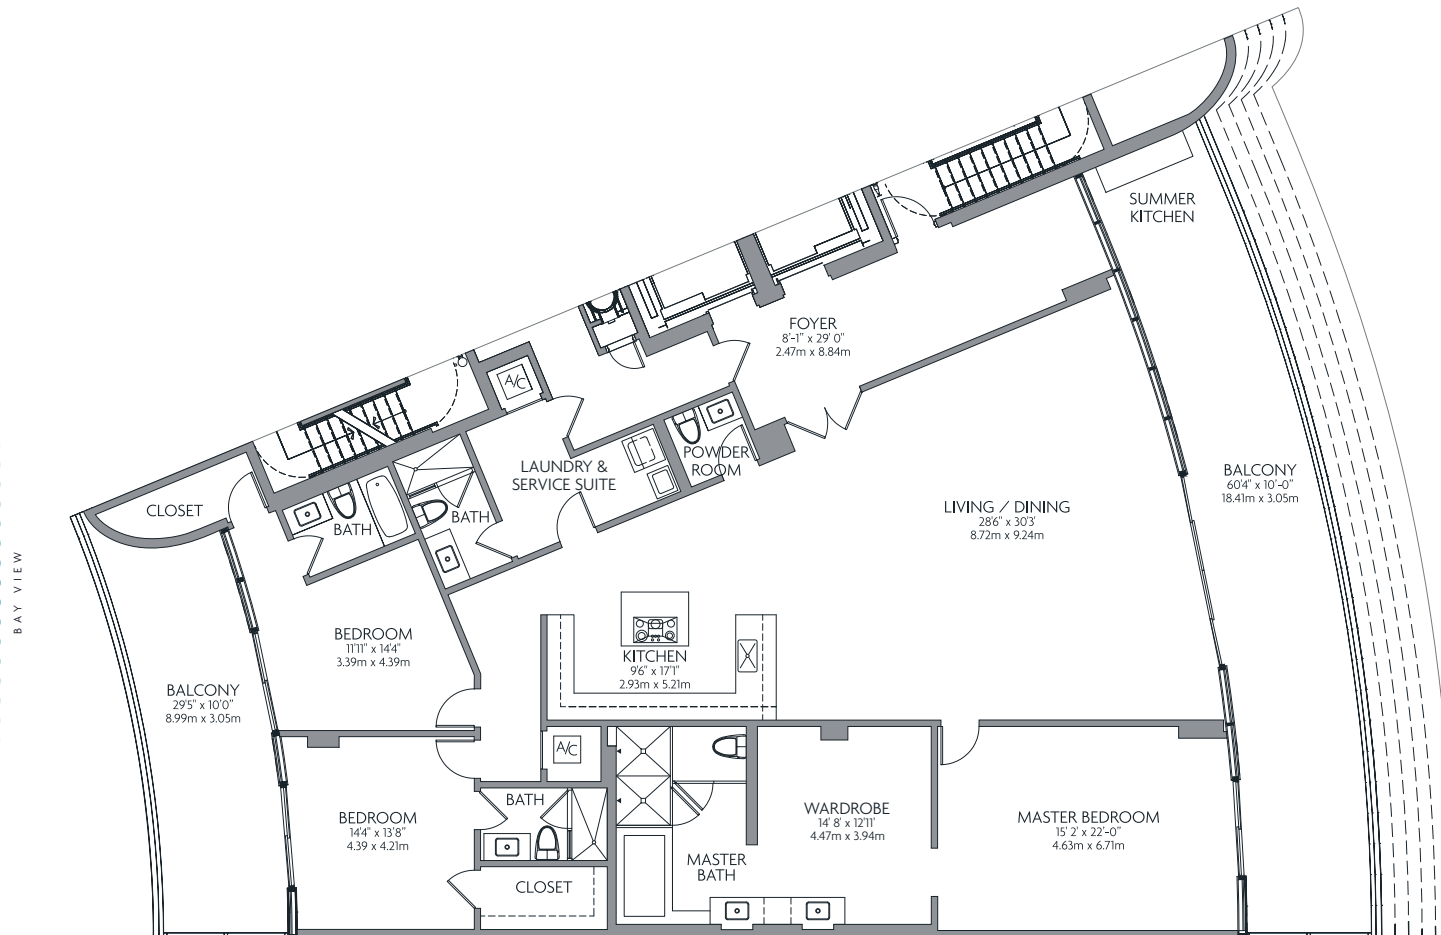 SUMMER
KITCHEN
FOYER
8'-1" x 29' 0"
2.47m x 8.84m
A/C
POWDER
ROOM
LAUNDRY &
SERVICE SUITE
BALCONY
60'4" x 10'-0"
18.41m x 3.05m
CLOSET
BATH
BATH
LIVING / DINING
28'6" x 30'3'
8.72m x 9.24m
BAY VIEW
BEDROOM
11'11" x 14'4"
3.39m x 4.39m
KITCHEN
9'6" x 17'1"
2.93m x 5.21m
BALCONY
29'5" x 10'0"
8.99m x 3.05m
A/C
BATH
BEDROOM
14'4" x 13'8"
4.39 x 4.21m
WARDROBE
14' 8' x 12'11'
4.47m x 3.94m
MASTER BEDROOM
15' 2' x 22'-0"
4.63m x 6.71m
MASTER
BATH
CLOSET